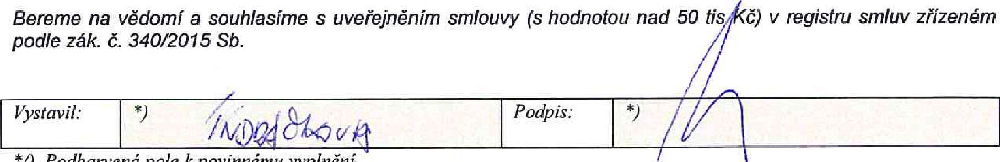 Bereme na vědomí a souhlasíme s uveřejněním smlouvy (s hodnotou nad 50 tis Kč) v registru smluv zřízeném
podle zák. č. 340/2015 Sb.
Vystavil: *) Podpis: *)
*/) Podbarvená pole k povinnému vyplnění